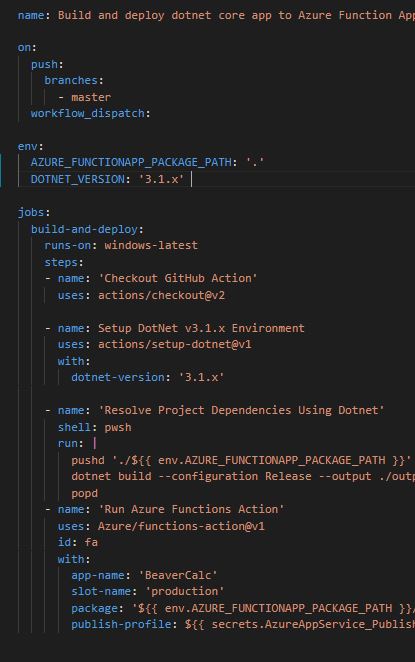 name: Build and deploy dotnet core app to Azure Function App
on:
push:
branches:
- master
workflow_dispatch:
env:
AZURE_FUNCTIONAPP_PACKAGE_PATH: '.'
DOTNET_VERSION: '3.1.x'
jobs:
build-and-deploy:
runs-on: windows-latest
steps:
- name: 'Checkout GitHub Action'
uses: actions/checkout@v2
- name: Setup DotNet v3.1.x Environment
uses: actions/setup-dotnet@v1
with:
dotnet-version: '3.1.x'
- name: 'Resolve Project Dependencies Using Dotnet'
shell: pwsh
run: |
pushd './${{ env.AZURE_FUNCTIONAPP_PACKAGE_PATH }}'
dotnet build --configuration Release --output ./outp
popd
- name: 'Run Azure Functions Action'
uses: Azure/functions-action@v1
id: fa
with:
app-name: 'BeaverCalc'
slot-name: 'production'
package: '${{ env.AZURE_FUNCTIONAPP_PACKAGE_PATH }}/
publish-profile: ${{ secrets.AzureAppService_Publish